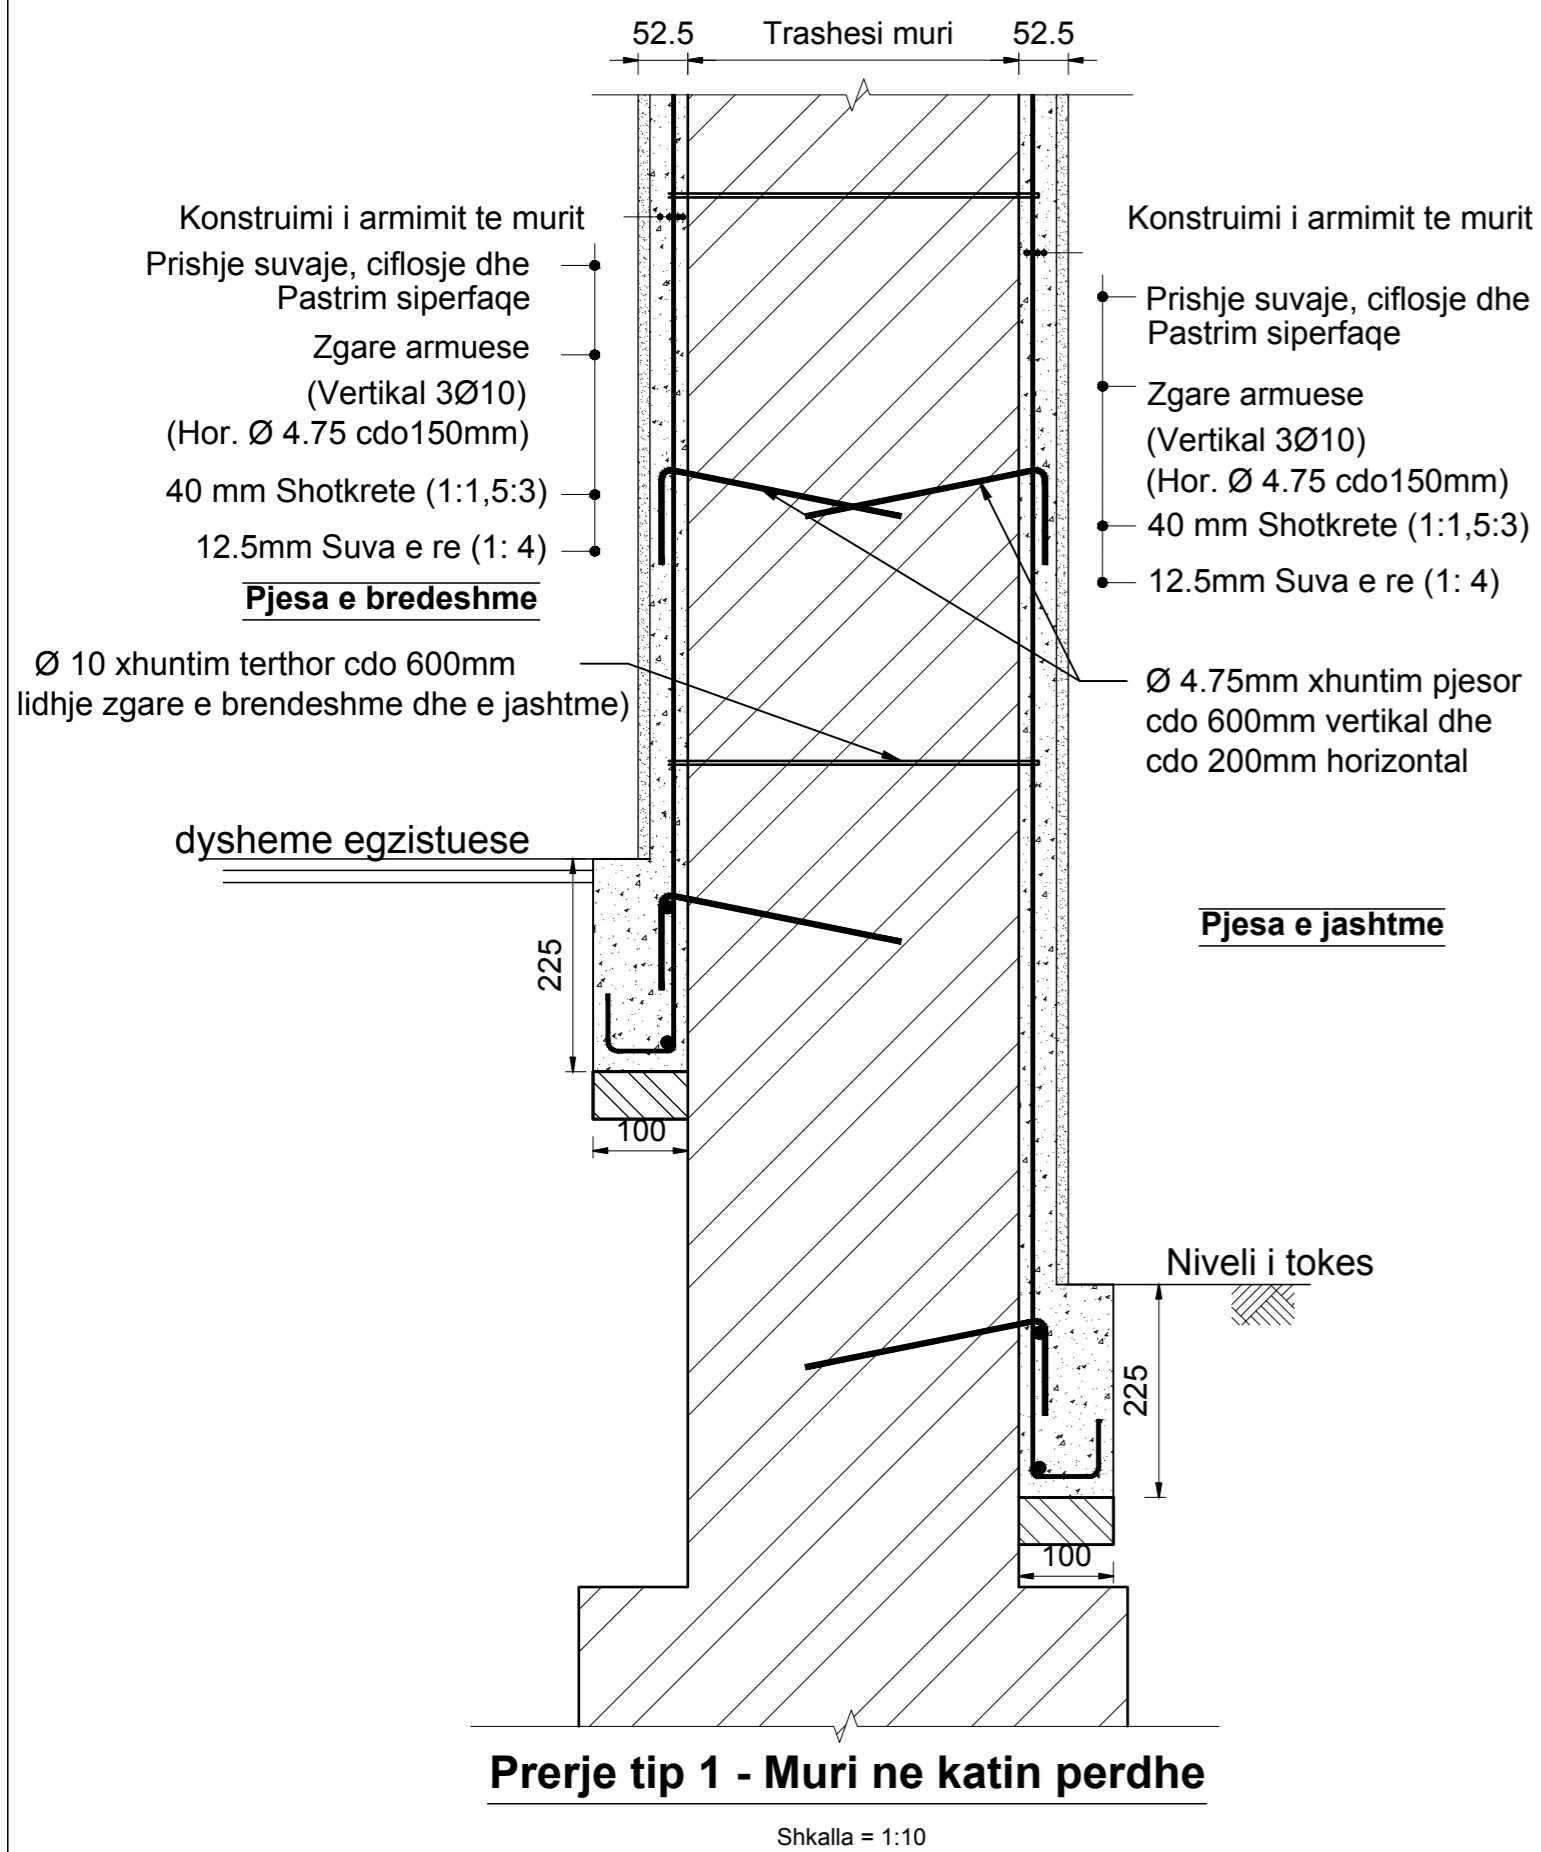 52.5
Trashesi muri
52.5
Konstruimi i armimit te murit
Prishje suvaje, ciflosje dhe
Pastrim siperfaqe
Zgare armuese
(Vertikal 3Ø10)
(Hor. Ø 4.75 cdo150mm)
40 mm Shotkrete (1:1,5:3)
12.5mm Suva e re (1: 4)
Pjesa e bredeshme
Ø 10 xhuntim terthor cdo 600mm
lidhje zgare e brendeshme dhe e jashtme)
dysheme egzistuese
225
100
Konstruimi i armimit te murit
Prishje suvaje, ciflosje dhe
Pastrim siperfaqe
Zgare armuese
(Vertikal 3Ø10)
(Hor. Ø 4.75 cdo150mm)
40 mm Shotkrete (1:1,5:3)
12.5mm Suva e re (1: 4)
Ø 4.75mm xhuntim pjesor
cdo 600mm vertikal dhe
cdo 200mm horizontal
Pjesa e jashtme
Niveli i tokes
225
100
Prerje tip 1 - Muri ne katin perdhe
Shkalla = 1:10